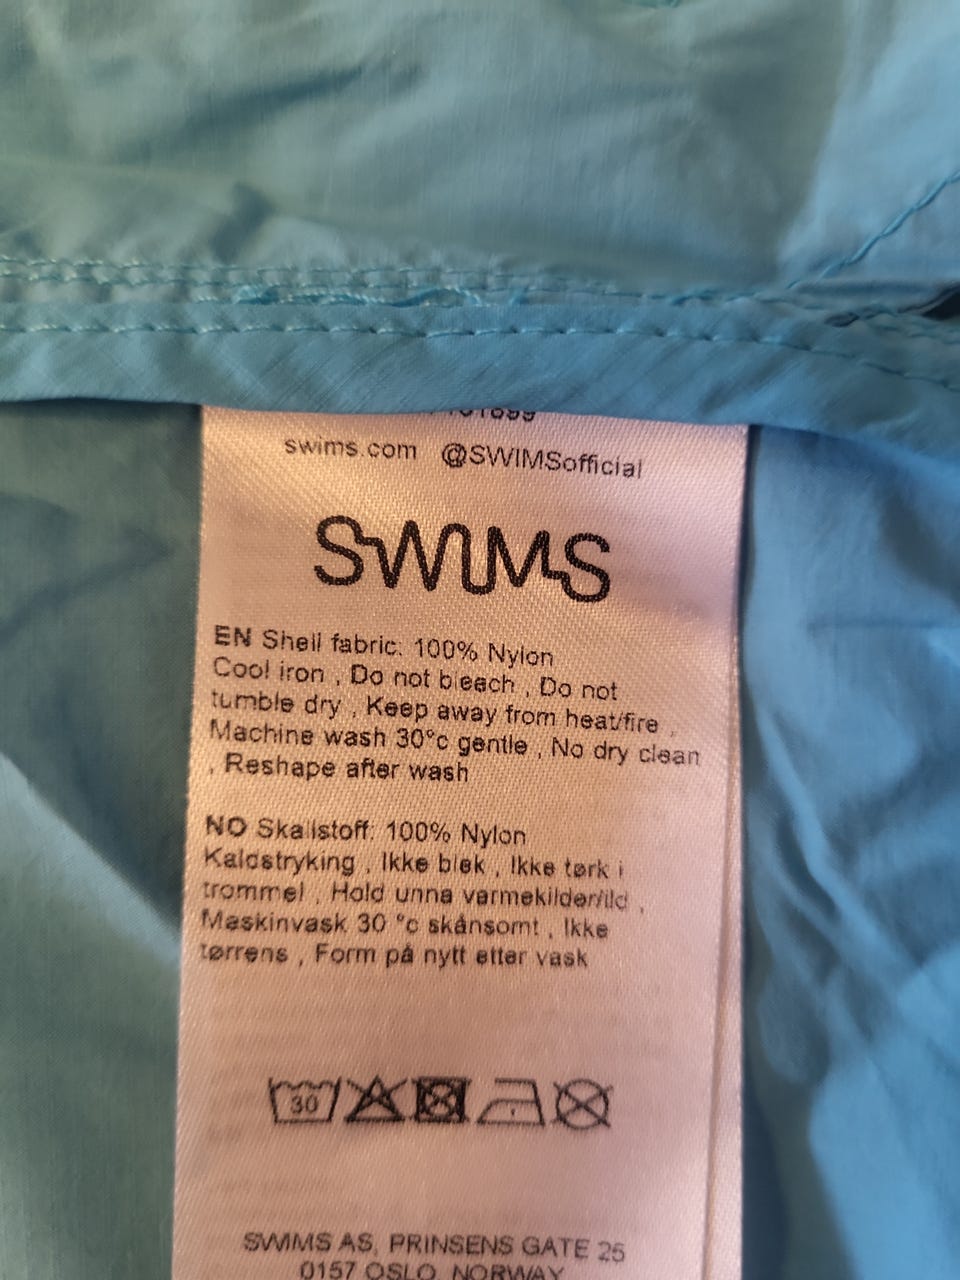 swims.com @SWIMSofficial
SWIMS
EN Shell fabric: 100% Nylon
Cool iron , Do not bleach , Do not
tumble dry , Keep away from heat/fire ,
Machine wash 30°c gentle , No dry clean
, Reshape after wash
NO Skallstoff: 100% Nylon
Kaldstryking , Ikke blek , Ikke tørk i
trommel , Hold unna varmekilder/ild ,
Maskinvask 30 °c skånsomt , Ikke
tørrens , Form på nytt etter vask
30
SWIMS AS, PRINSENS GATE 25
0157 OSLO, NORWAY